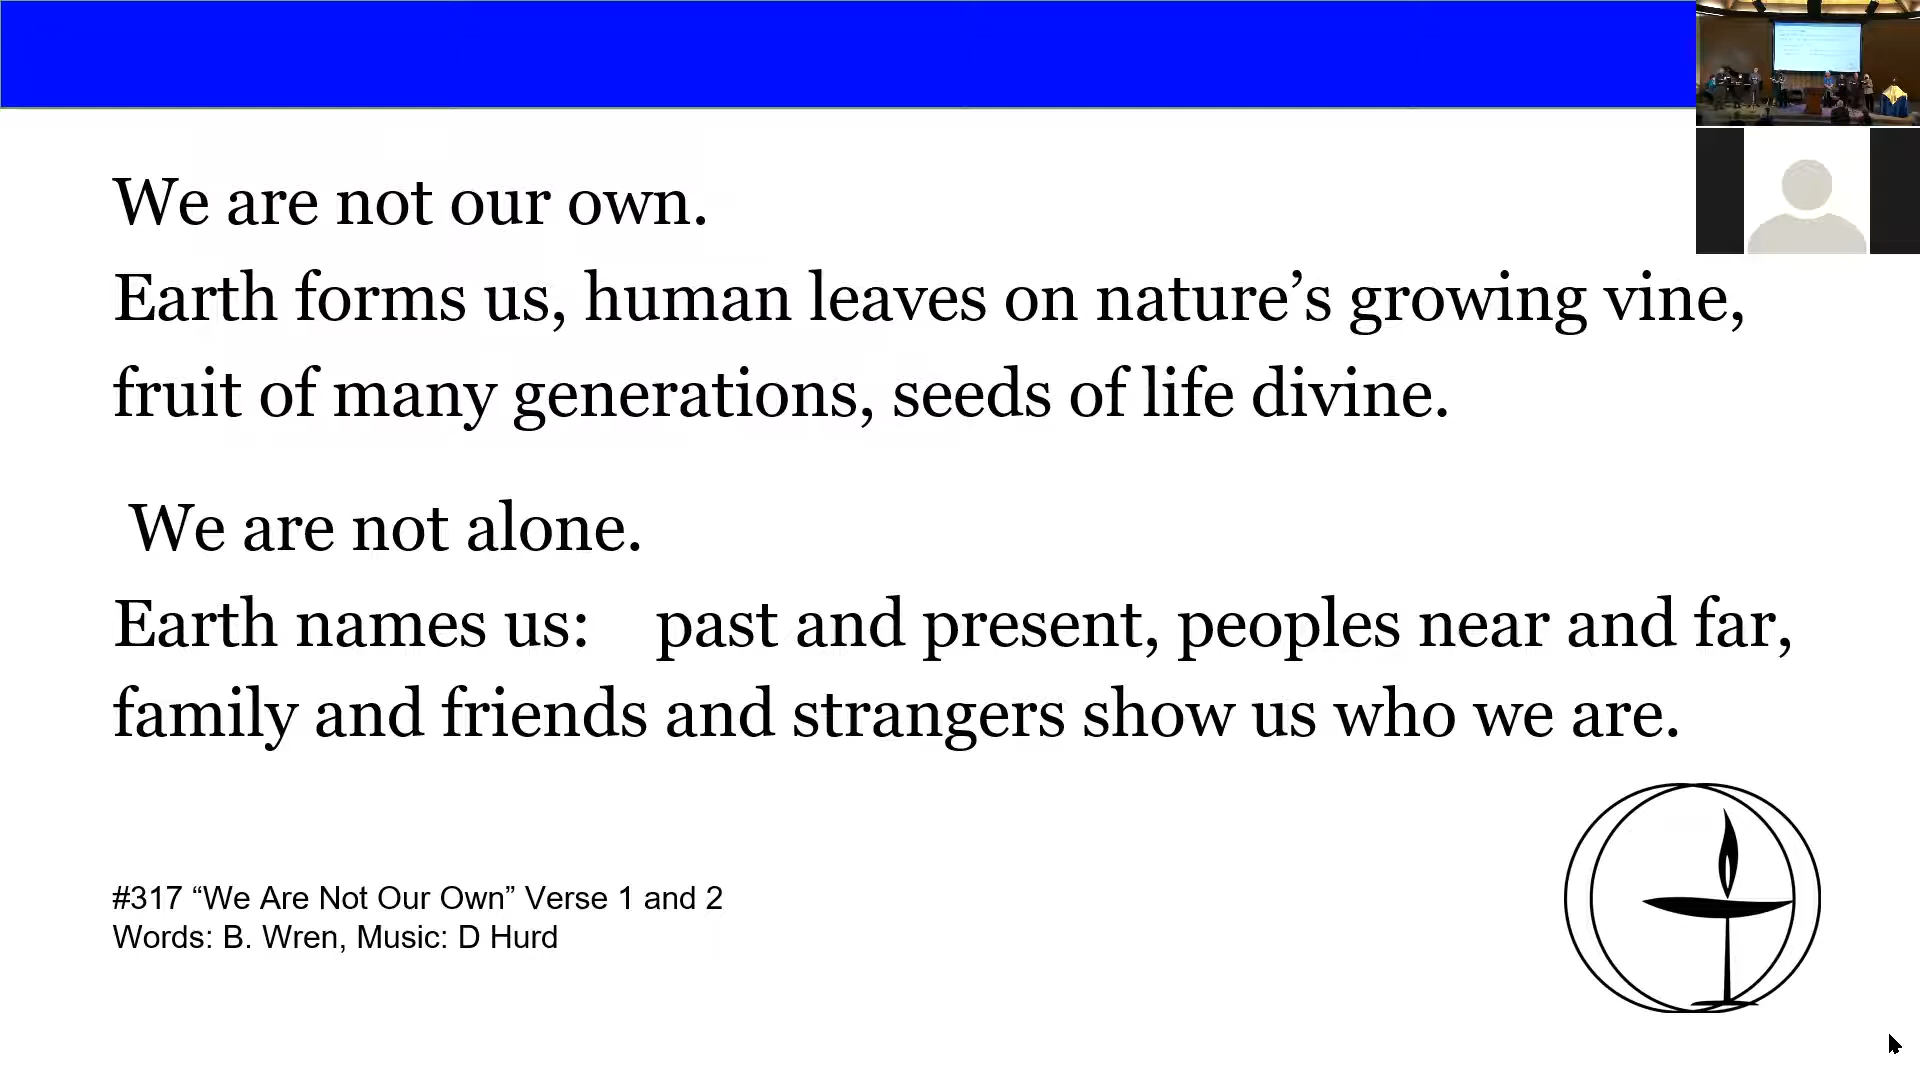 We are not our own.
Earth forms us, human leaves on nature’s growing vine,
fruit of many generations, seeds of life divine.
We are not alone.
Earth names us: past and present, peoples near and far,
family and friends and strangers show us who we are.
#317 “We Are Not Our Own” Verse 1 and 2
Words: B. Wren, Music: D Hurd